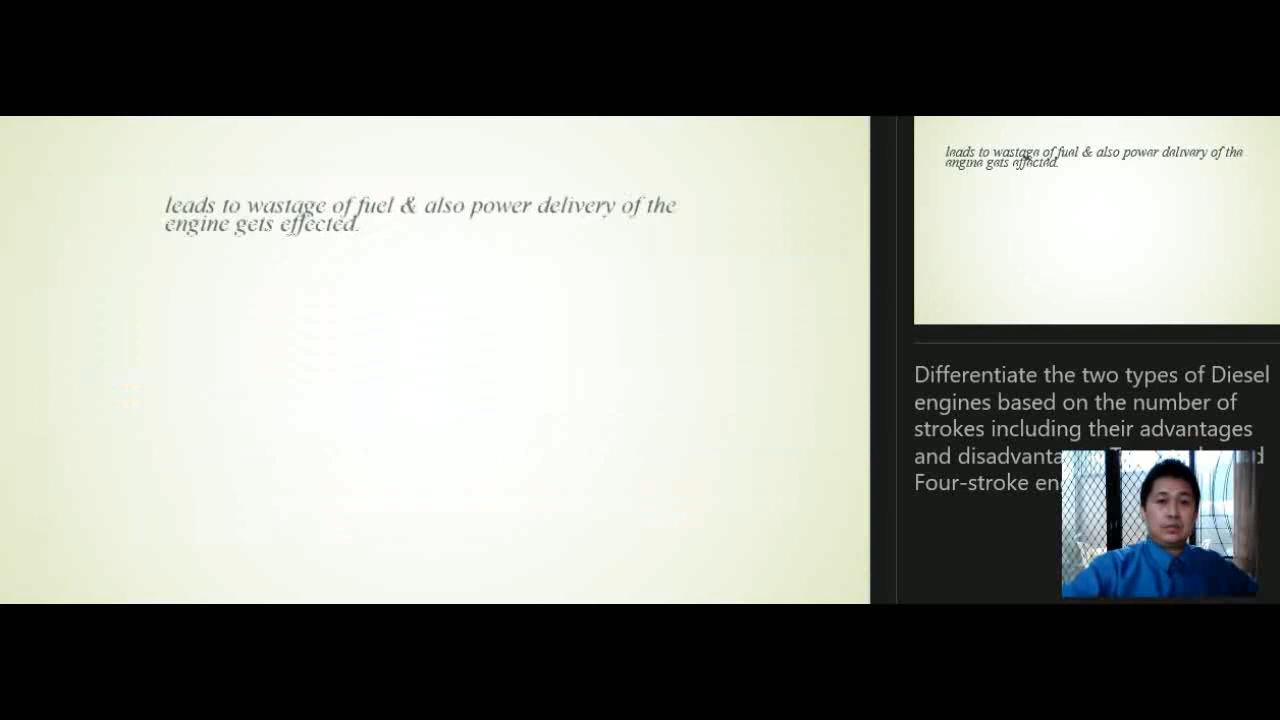 leads to wastage of fuel & also power delivery of the
engine gets effected.
leads to wastage of fuel & also power delivery of the
engine gets effected.
Differentiate the two types of Diesel
engines based on the number of
strokes including their advantages
and
Four-stroke